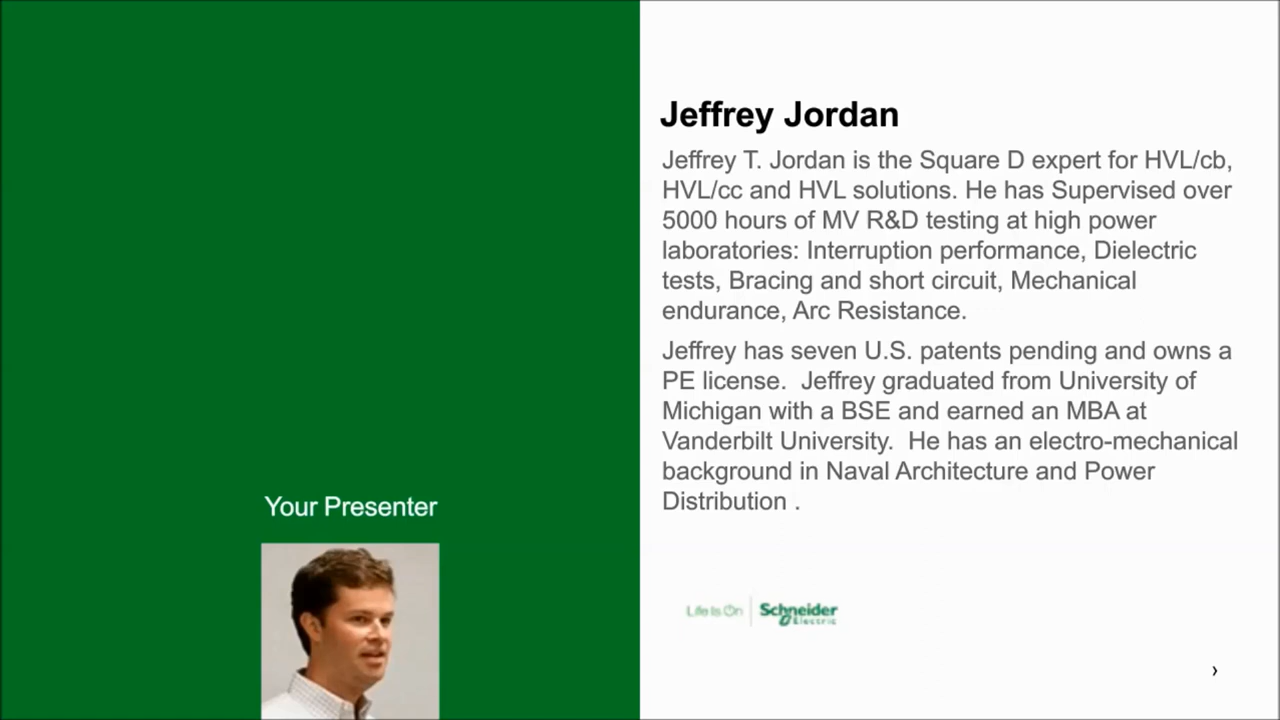 Jeffrey Jordan
Jeffrey T. Jordan is the Square D expert for HVL/cb,
HVL/cc and HVL solutions. He has Supervised over
5000 hours of MV R&D testing at high power
laboratories: Interruption performance, Dielectric
tests, Bracing and short circuit, Mechanical
endurance, Arc Resistance.
Jeffrey has seven U.S. patents pending and owns a
PE license.  Jeffrey graduated from University of
Michigan with a BSE and earned an MBA at
Vanderbilt University.  He has an electro-mechanical
background in Naval Architecture and Power
Distribution .
Your Presenter
Life Is On
Schneider
Electric
›